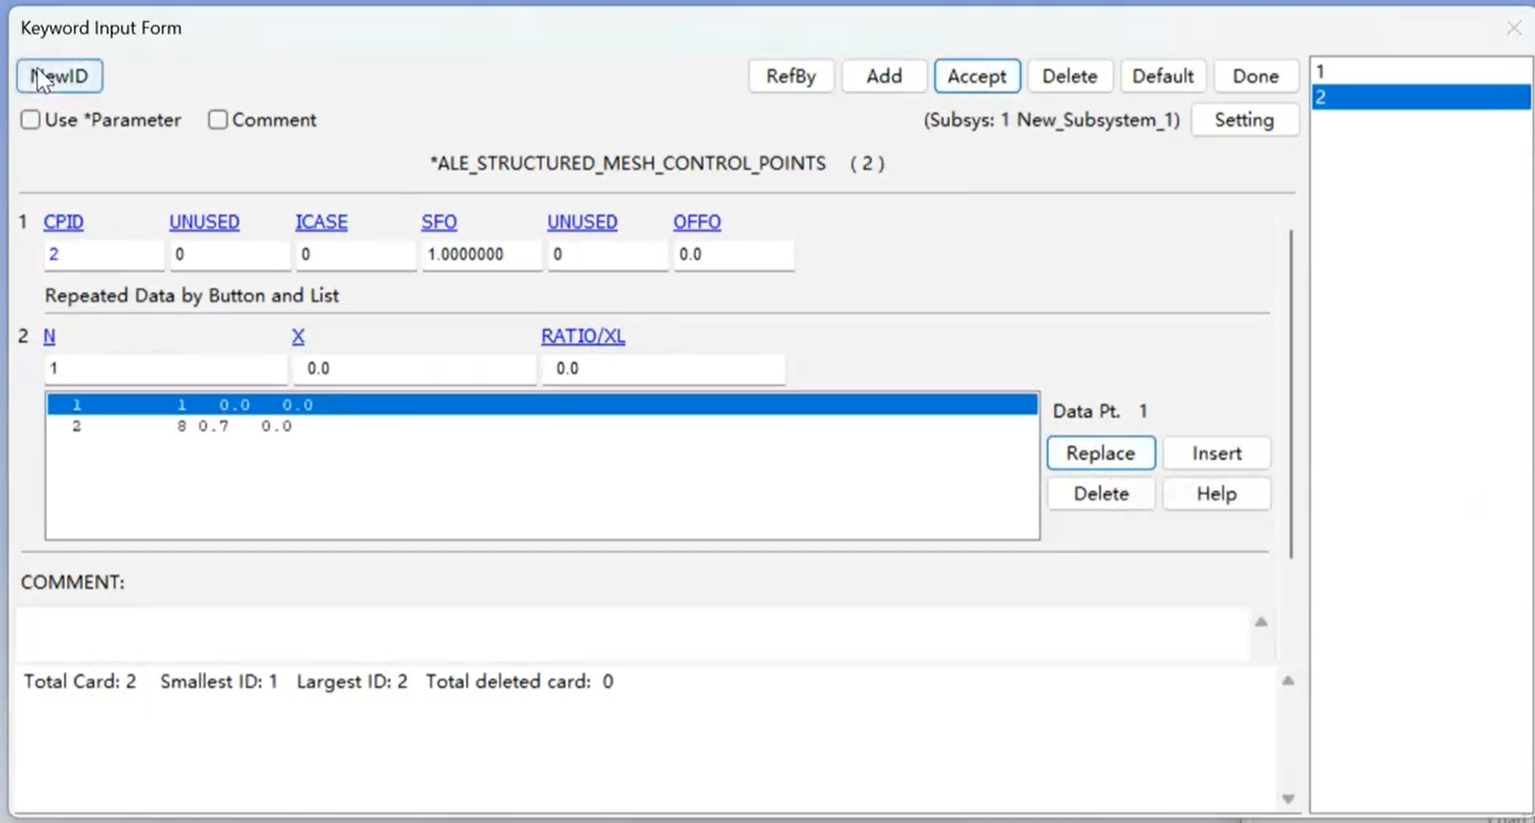 Keyword Input Form
NewID RefBy Add Accept Delete Default Done
Use *Parameter Comment (Subsys: 1 New_Subsystem_1) Setting
*ALE_STRUCTURED_MESH_CONTROL_POINTS (2)
1 CPID UNUSED ICASE SFO UNUSED OFFO
2 0 0 1.0000000 0 0.0
Repeated Data by Button and List
2 N X RATIO/XL
1 0.0 0.0
1 1 0.0 0.0
2 8 0.7 0.0
Data Pt. 1
Replace Insert
Delete Help
COMMENT:
Total Card: 2 Smallest ID: 1 Largest ID: 2 Total deleted card: 0
1
2